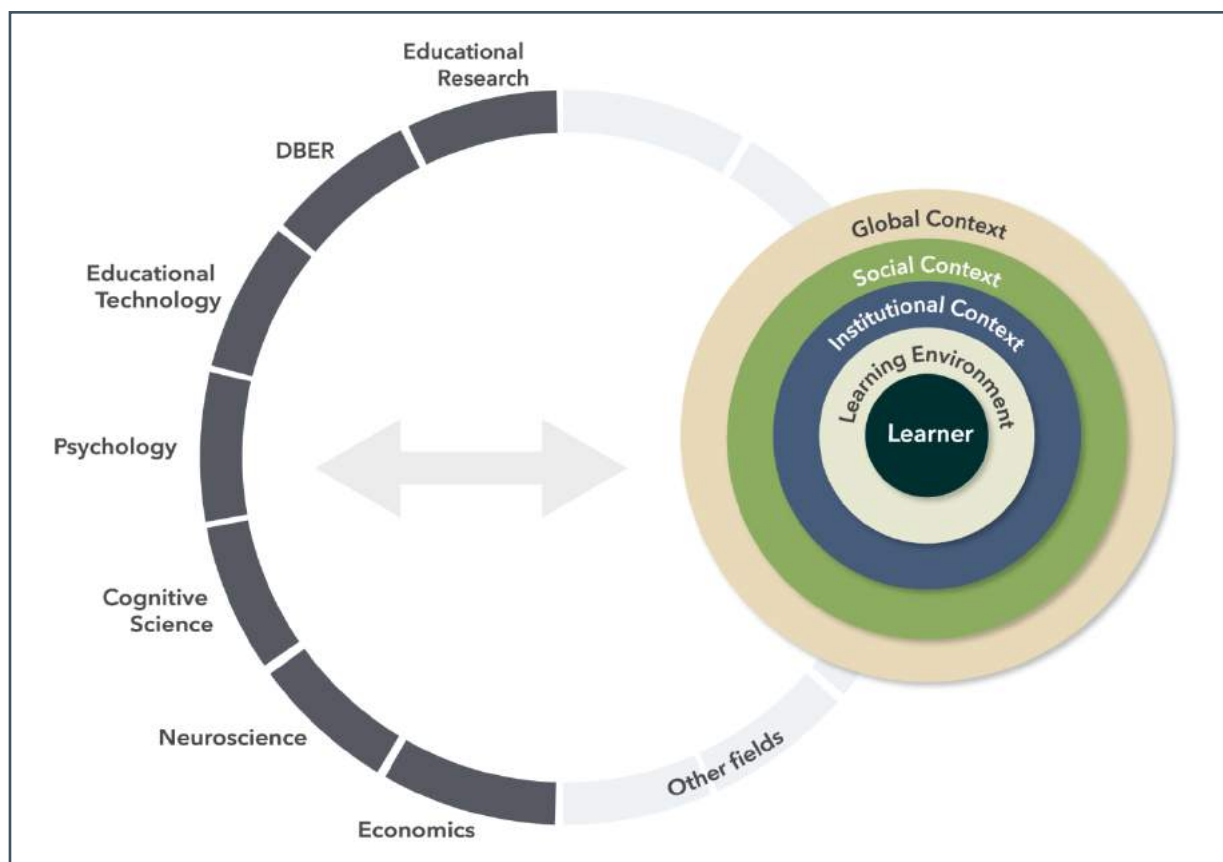 Educational
Research
DBER
Educational
Technology
Psychology
Cognitive
Science
Neuroscience
Economics
Other fields
Global Context
Social Context
Institutional Context
Learning Environment
Learner